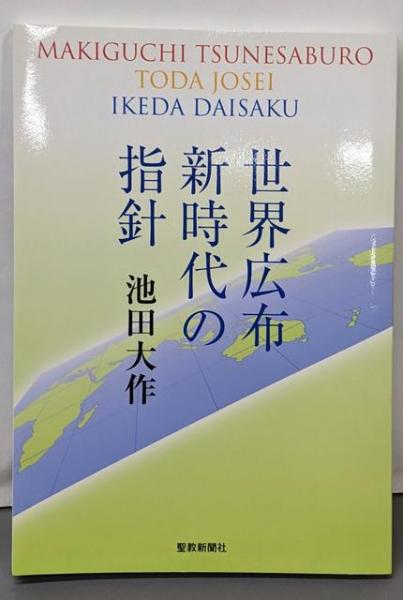 MAKIGUCHI TSUNESABURO
TODA JOSEI
IKEDA DAISAKU
世界広布
新時代の
指針
池田大作
聖教新聞社